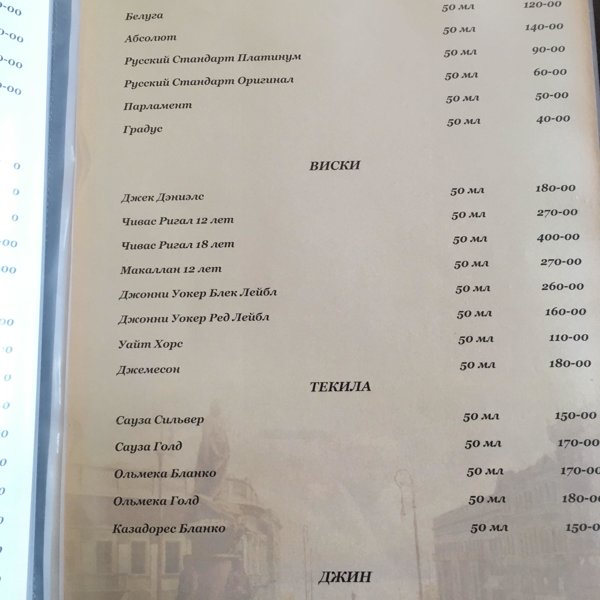 Белуга 50 мл 120-00
Абсолют 50 мл 140-00
Русский Стандарт Платинум 50 мл 90-00
Русский Стандарт Оригинал 50 мл 60-00
Парламент 50 мл 50-00
Градус 50 мл 40-00
ВИСКИ
Джек Дэниэлс 50 мл 180-00
Чивас Ригал 12 лет 50 мл 270-00
Чивас Ригал 18 лет 50 мл 400-00
Макаллан 12 лет 50 мл 270-00
Джонни Уокер Блек Лейбл 50 мл 260-00
Джонни Уокер Ред Лейбл 50 мл 160-00
Уайт Хорс 50 мл 110-00
Джемесон 50 мл 180-00
ТЕКИЛА
Сауза Сильвер 50 мл 150-00
Сауза Голд 50 мл 170-00
Ольмека Бланко 50 мл 170-00
Ольмека Голд 50 мл 180-00
Казадорес Бланко 50 мл 150-00
ДЖИН